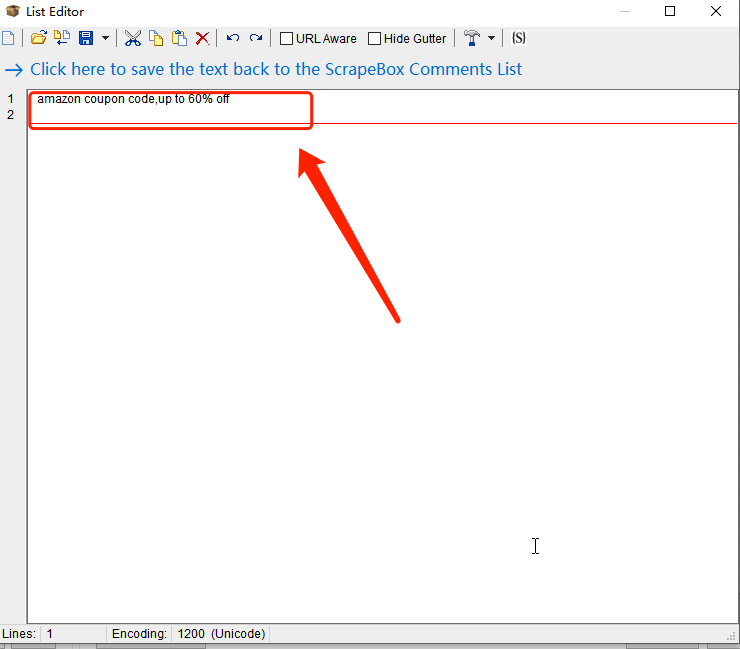 List Editor
URL Aware Hide Gutter {S}
Click here to save the text back to the ScrapeBox Comments List
1 amazon coupon code,up to 60% off
2
Lines: 1 Encoding: 1200 (Unicode)